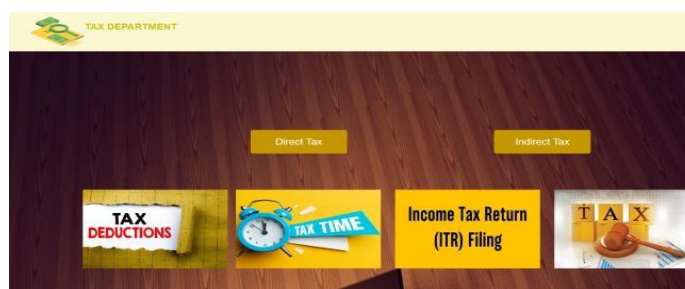 TAX DEPARTMENT
Direct Tax
Indirect Tax
TAX
DEDUCTIONS
TAX TIME
Income Tax Return
(ITR) Filing
TAX